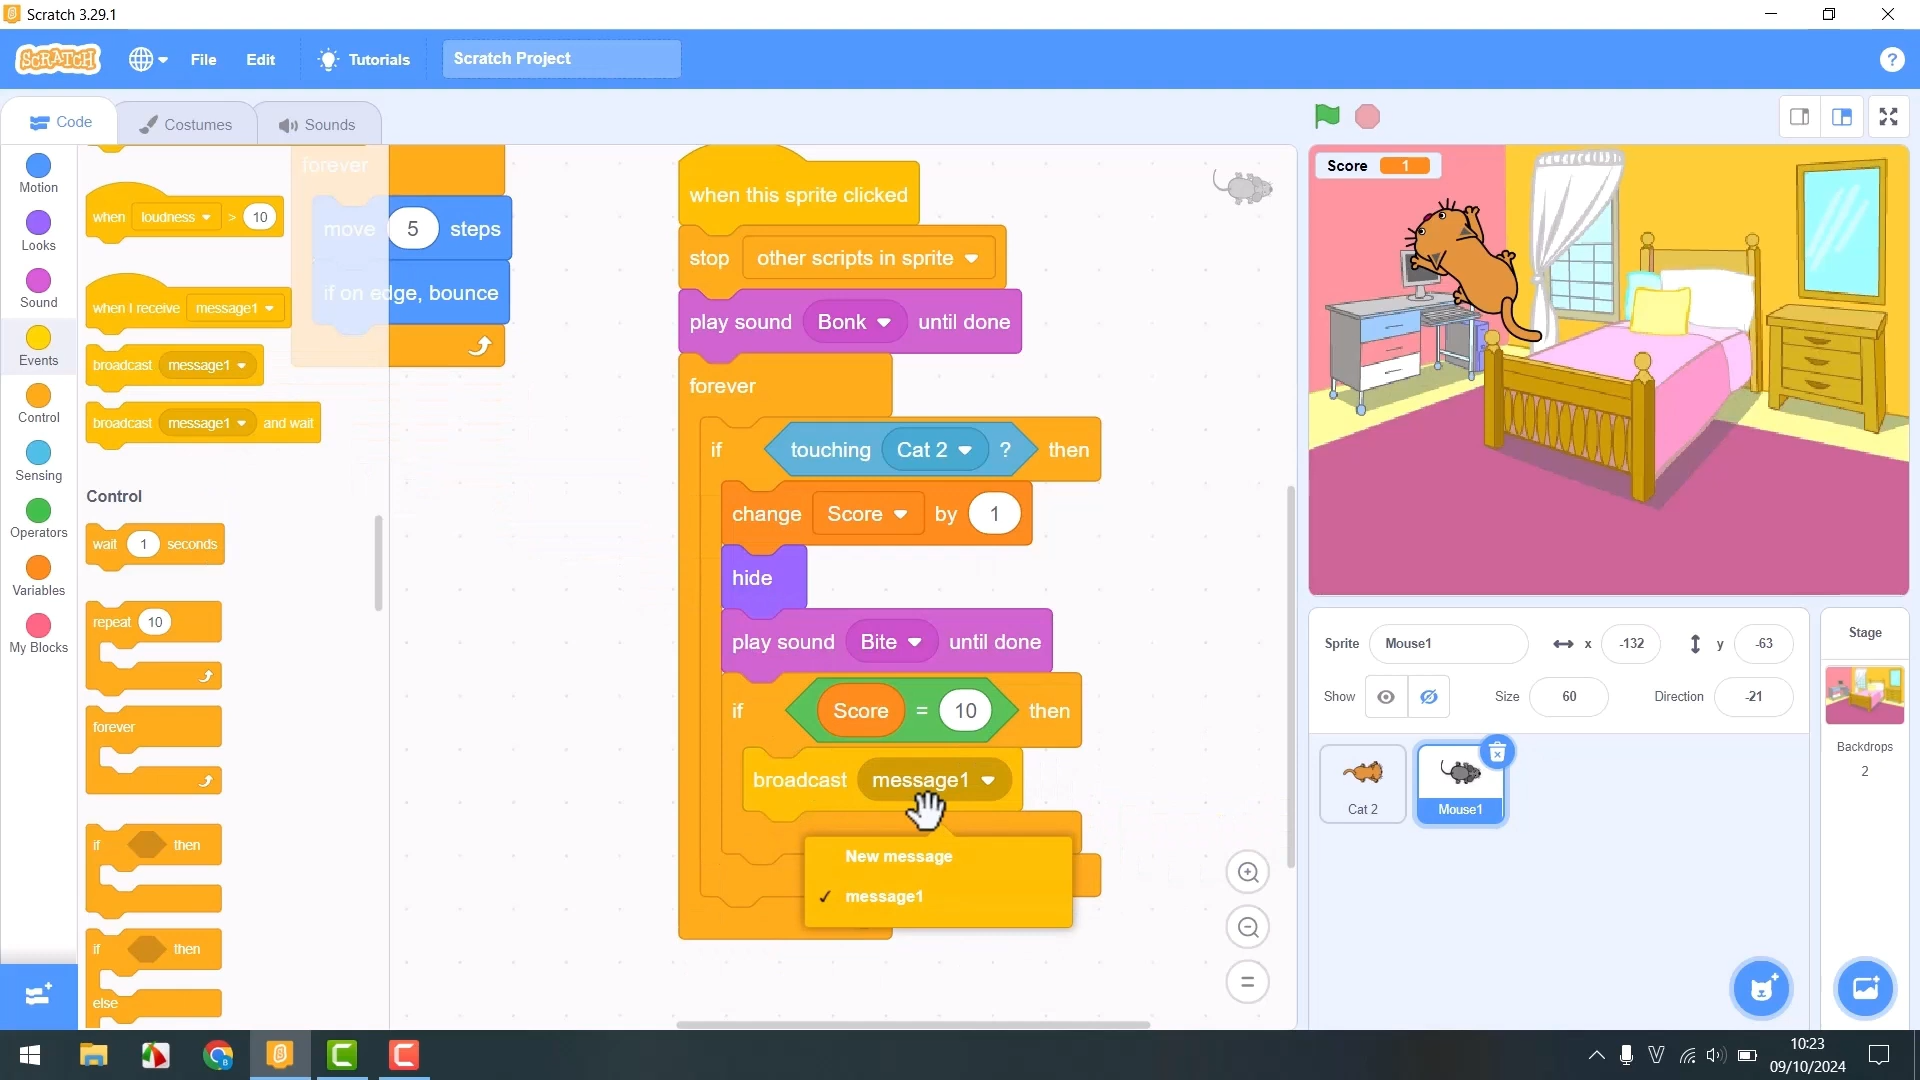 Scratch 3.29.1
SCRATCH
File
Edit
Tutorials
Scratch Project
?
Code
Costumes
Sounds
Motion
Looks
Sound
Events
Control
Sensing
Operators
Variables
My Blocks
when loudness > 10
when I receive message1
broadcast message1
broadcast message1 and wait
Control
wait 1 seconds
repeat 10
forever
if then
if then
else
forever
move 5 steps
if on edge, bounce
when this sprite clicked
stop other scripts in sprite
play sound Bonk until done
forever
if touching Cat 2 ? then
change Score by 1
hide
play sound Bite until done
if Score = 10 then
broadcast message1
New message
✓ message1
Score 1
Sprite Mouse1 x -132 y -63
Show Size 60 Direction -21
Cat 2
Mouse1
Stage
Backdrops
2
10:23
09/10/2024